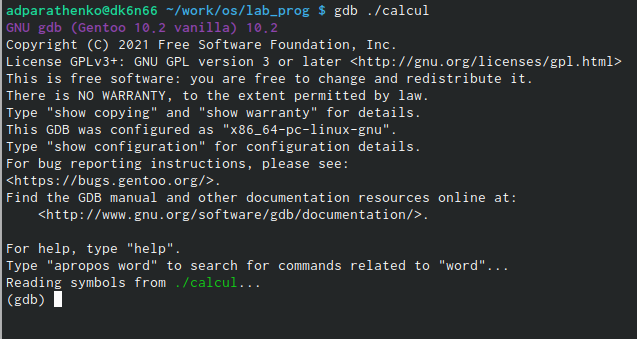 adparathenko@dk6n66 ~/work/os/lab_prog $ gdb ./calcul
GNU gdb (Gentoo 10.2 vanilla) 10.2
Copyright (C) 2021 Free Software Foundation, Inc.
License GPLv3+: GNU GPL version 3 or later <http://gnu.org/licenses/gpl.html>
This is free software: you are free to change and redistribute it.
There is NO WARRANTY, to the extent permitted by law.
Type "show copying" and "show warranty" for details.
This GDB was configured as "x86_64-pc-linux-gnu".
Type "show configuration" for configuration details.
For bug reporting instructions, please see:
<https://bugs.gentoo.org/>.
Find the GDB manual and other documentation resources online at:
    <http://www.gnu.org/software/gdb/documentation/>.

For help, type "help".
Type "apropos word" to search for commands related to "word"...
Reading symbols from ./calcul...
(gdb)